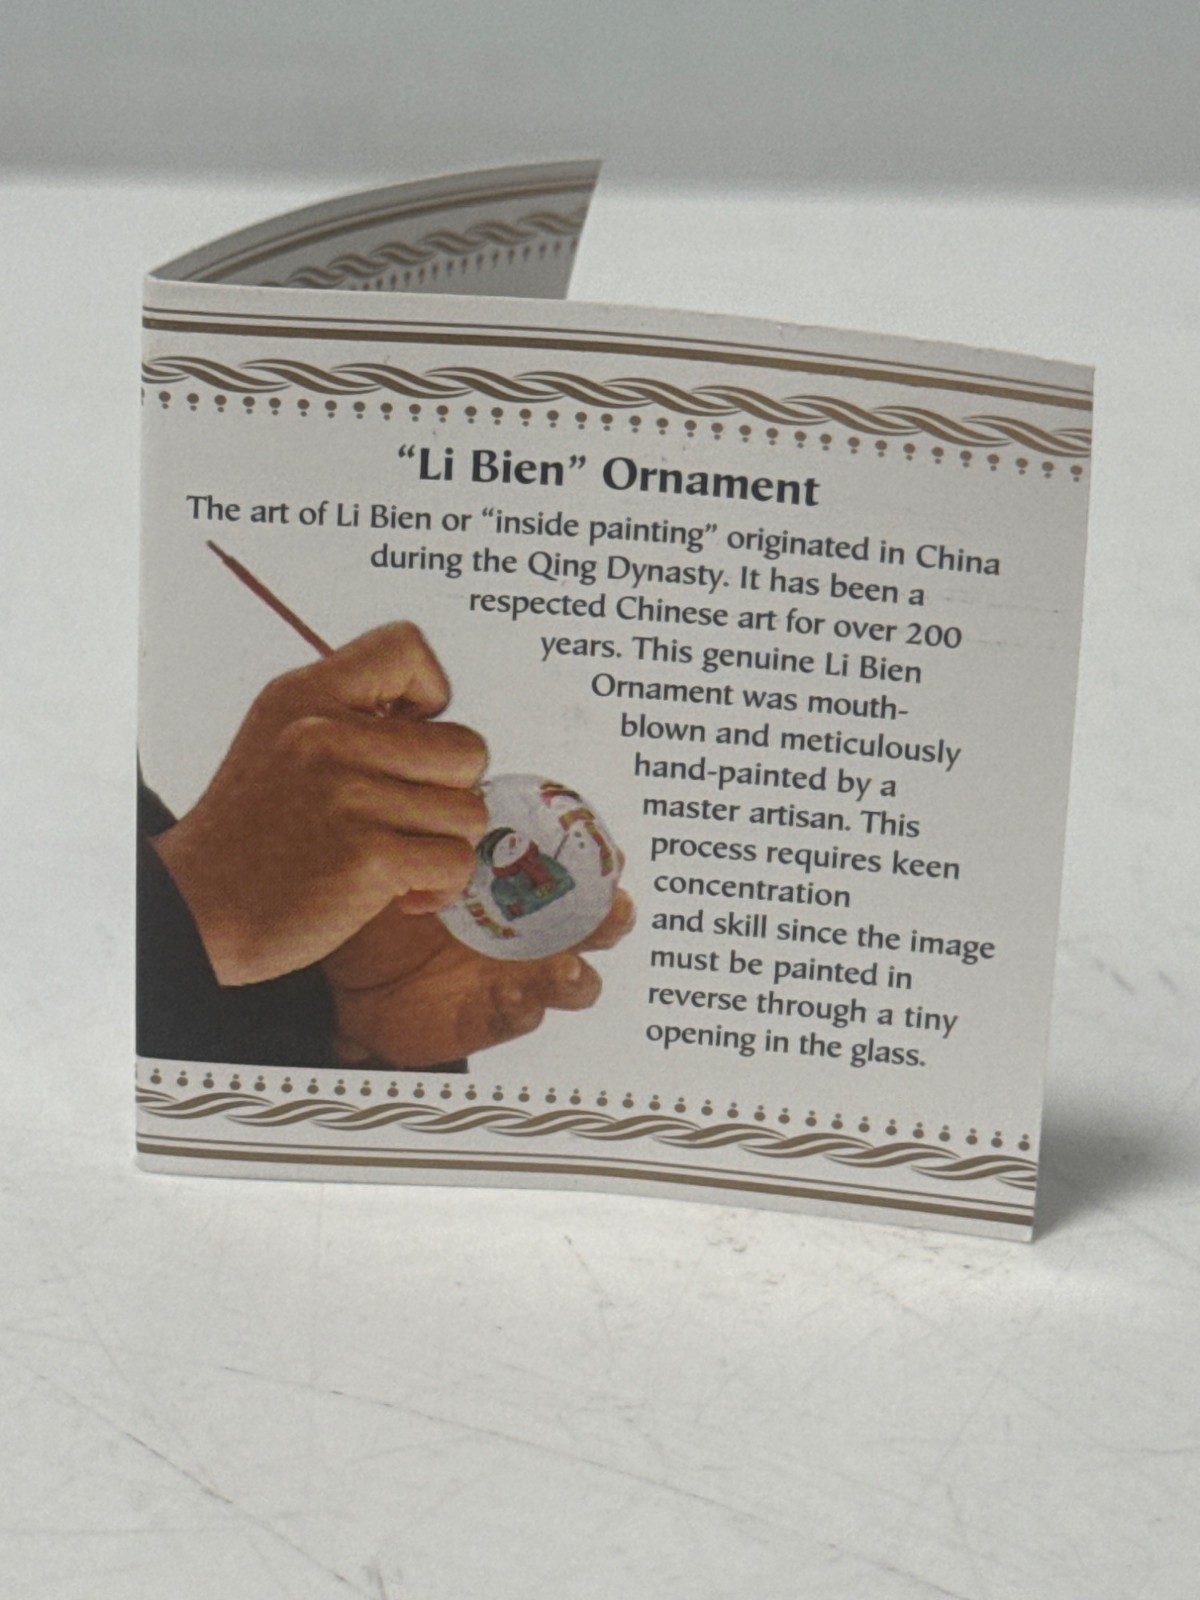 “Li Bien” Ornament
The art of Li Bien or “inside painting” originated in China
during the Qing Dynasty. It has been a
respected Chinese art for over 200
years. This genuine Li Bien
Ornament was mouth-
blown and meticulously
hand-painted by a
master artisan. This
process requires keen
concentration
and skill since the image
must be painted in
reverse through a tiny
opening in the glass.